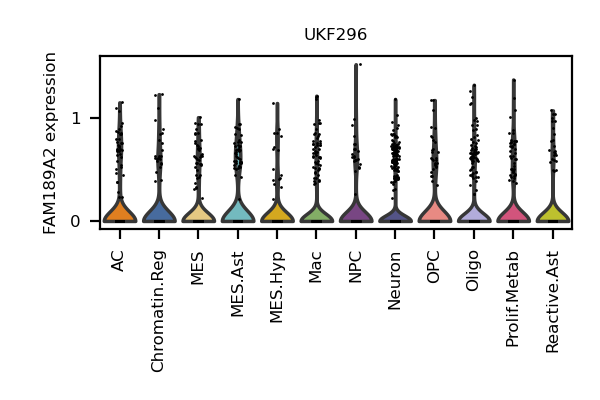 UKF296
FAM189A2 expression
1
0
AC
Chromatin.Reg
MES
MES.Ast
MES.Hyp
Mac
NPC
Neuron
OPC
Oligo
Prolif.Metab
Reactive.Ast